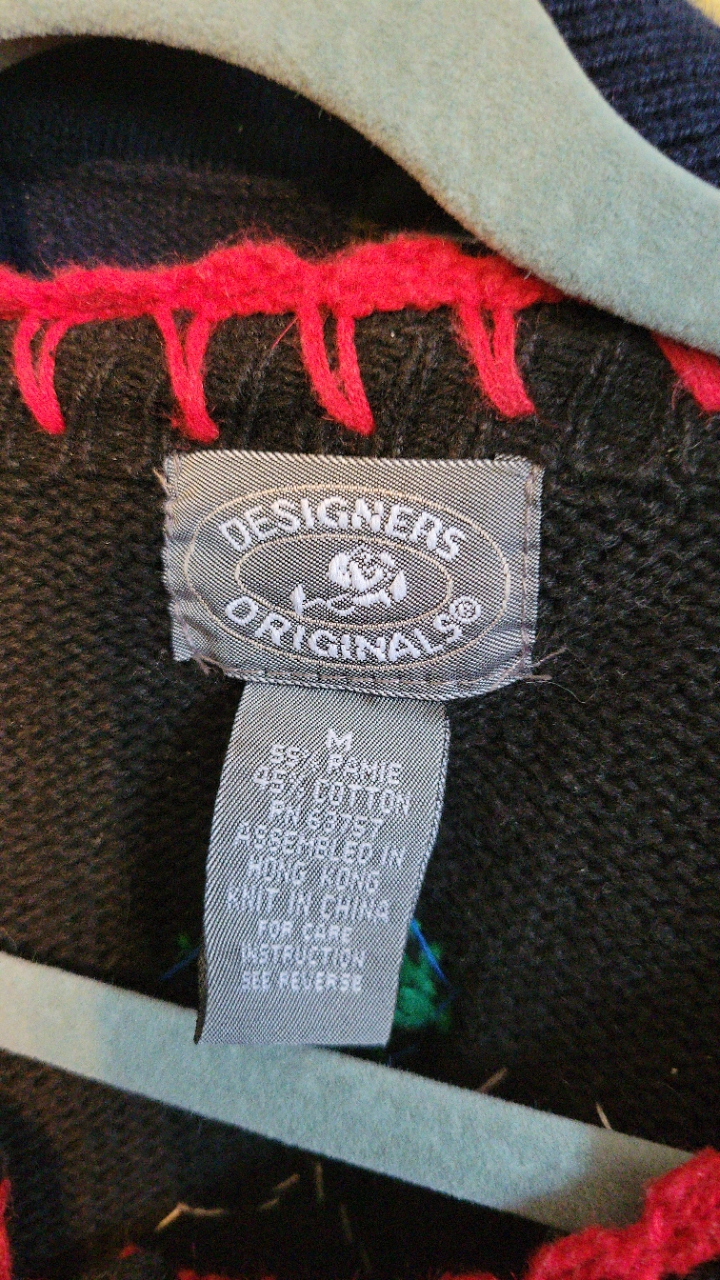 DESIGNERS
ORIGINALS®
M
55% RAMIE
45% COTTON
RN 63757
ASSEMBLED IN
HONG KONG
KNIT IN CHINA
FOR CARE
INSTRUCTION
SEE REVERSE